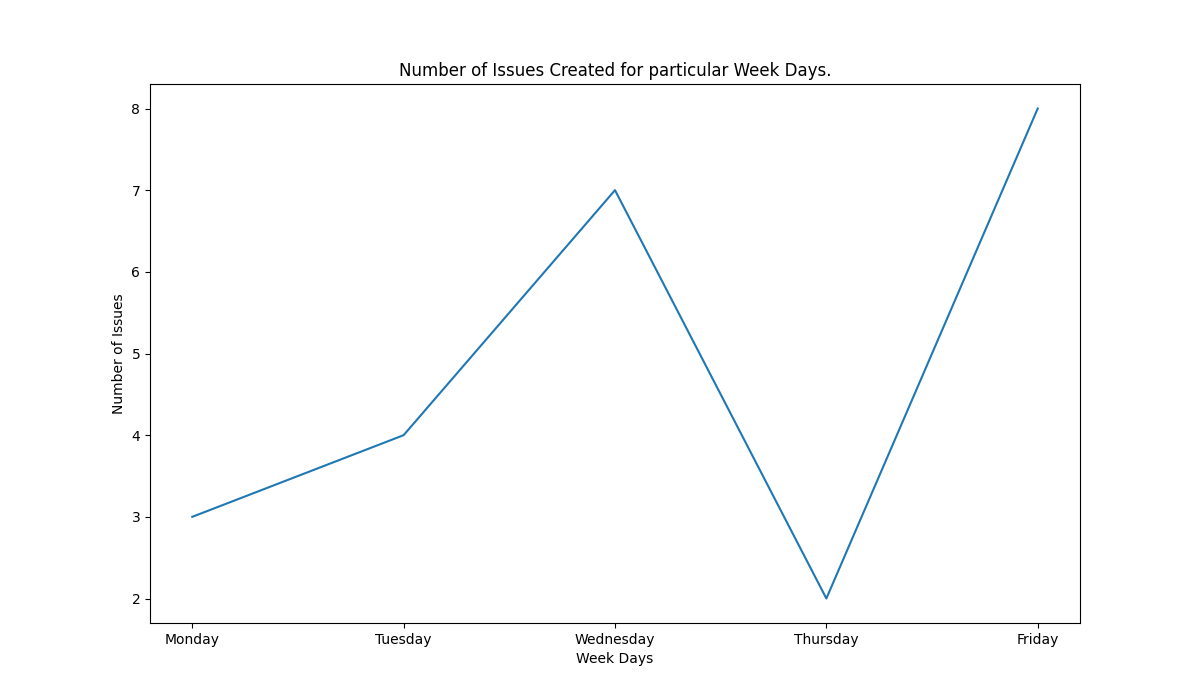 Number of Issues Created for particular Week Days.
Number of Issues
8
7
6
5
4
3
2
Monday Tuesday Wednesday Thursday Friday
Week Days